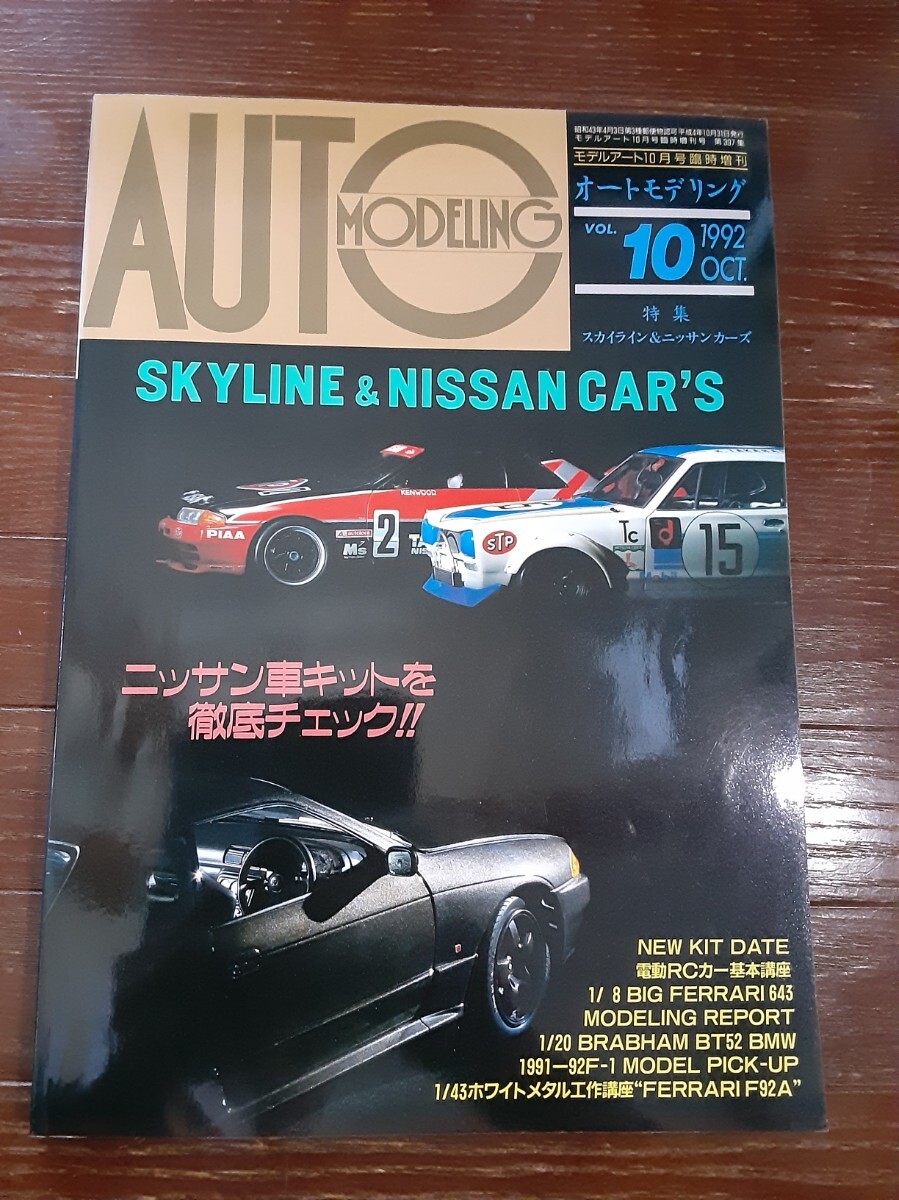 AUTO
MODELING
昭和43年4月3日第3種郵便物認可 平成4年10月31日発行
モデルアート10月号臨時増刊号 第397集
モデルアート10月号臨時増刊
オートモデリング
VOL. 10 1992 OCT.
特集
スカイライン&ニッサンカーズ
SKYLINE & NISSAN CAR'S
KENWOOD
PIAA
M's
2
STP
Tc
d
15
ニッサン車キットを
徹底チェック!!
NEW KIT DATE
電動RCカー基本講座
1/8 BIG FERRARI 643
MODELING REPORT
1/20 BRABHAM BT52 BMW
1991—92F-1 MODEL PICK-UP
1/43ホワイトメタル工作講座“FERRARI F92A”